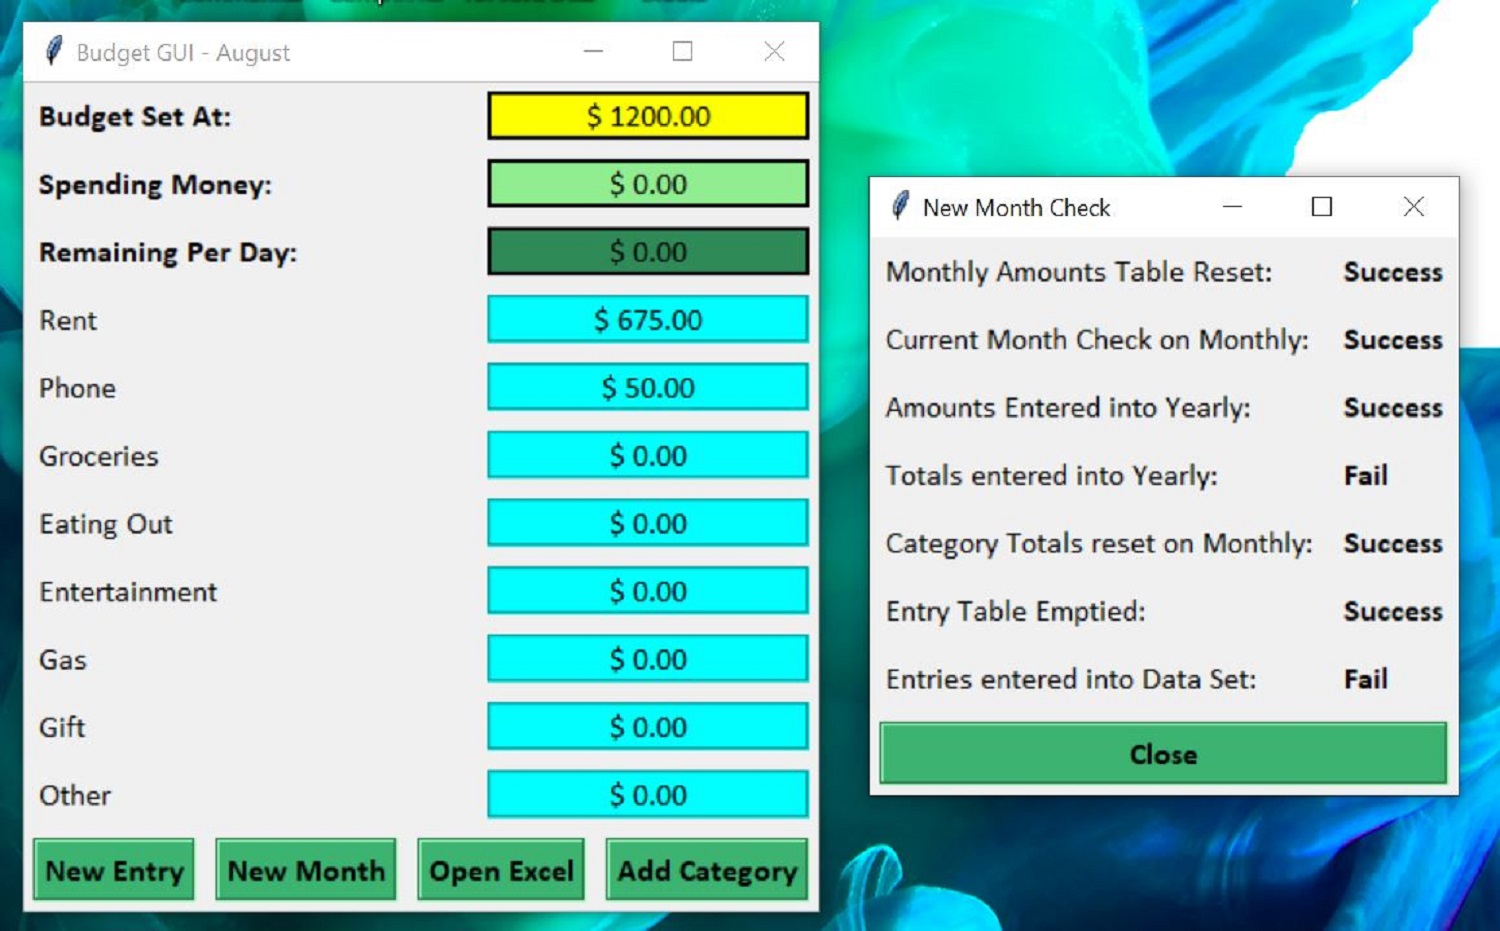 Budget GUI - August
Budget Set At: $ 1200.00
Spending Money: $ 0.00
Remaining Per Day: $ 0.00
Rent $ 675.00
Phone $ 50.00
Groceries $ 0.00
Eating Out $ 0.00
Entertainment $ 0.00
Gas $ 0.00
Gift $ 0.00
Other $ 0.00
New Entry New Month Open Excel Add Category
New Month Check
Monthly Amounts Table Reset: Success
Current Month Check on Monthly: Success
Amounts Entered into Yearly: Success
Totals entered into Yearly: Fail
Category Totals reset on Monthly: Success
Entry Table Emptied: Success
Entries entered into Data Set: Fail
Close